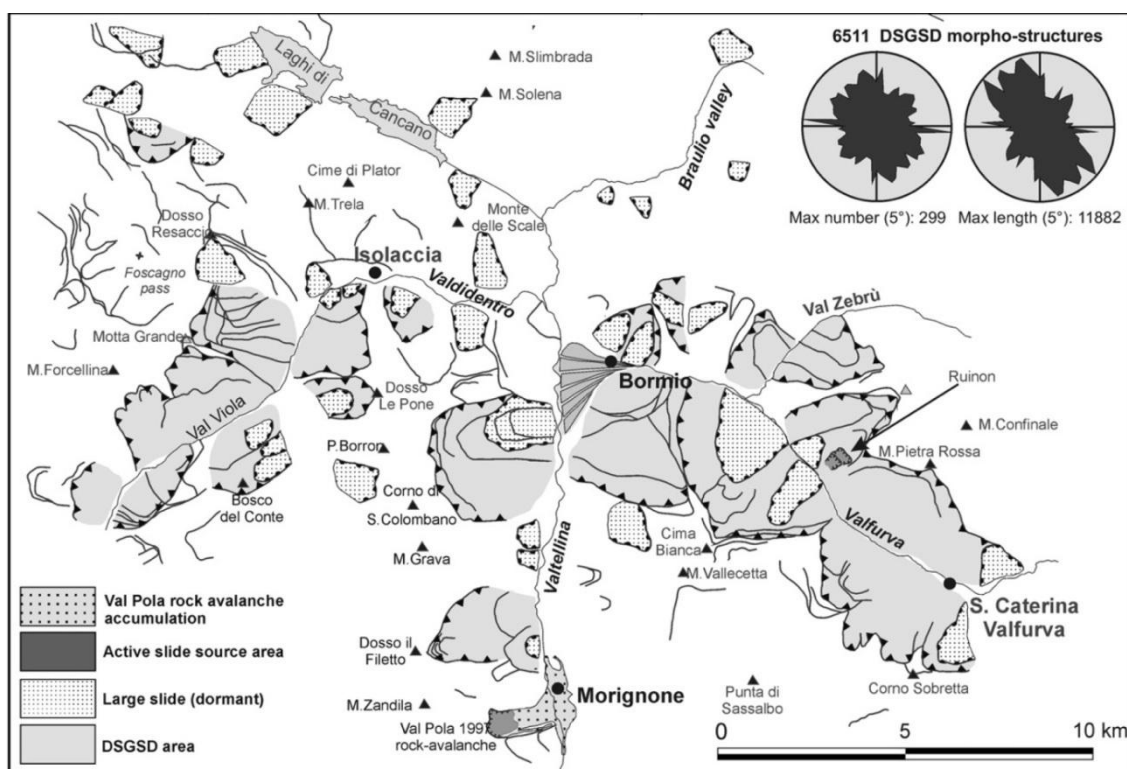 6511 DSGSD morpho-structures
Max number (5°): 299 Max length (5°): 11882
M.Slimbrada
M.Solena
Laghi di
Cancano
Braulio valley
Cime di Plator
M.Trela
Monte
delle Scale
Dosso
Resaccio
Foscagno
pass
Isolaccia
Valdidentro
Val Zebrù
Motta Grande
M.Forcellina
Bormio
Ruinon
Dosso
Le Pone
M.Confinale
Val Viola
P.Borron
M.Pietra Rossa
Bosco
del Conte
Corno di
S.Colombano
Valfurva
Cima
Bianca
M.Grava
Valtellina
M.Vallecetta
S. Caterina
Valfurva
Val Pola rock avalanche
accumulation
Active slide source area
Large slide (dormant)
DSGSD area
Dosso il
Filetto
Morignone
M.Zandila
Val Pola 1997
rock-avalanche
Punta di
Sassalbo
Corno Sobretta
0 5 10 km